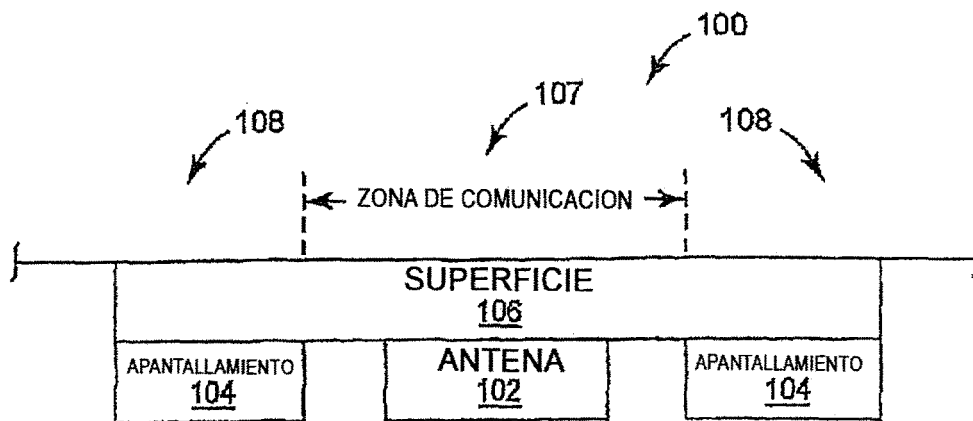 100
107
108
108
ZONA DE COMUNICACION
SUPERFICIE
106
APANTALLAMIENTO
104
ANTENA
102
APANTALLAMIENTO
104